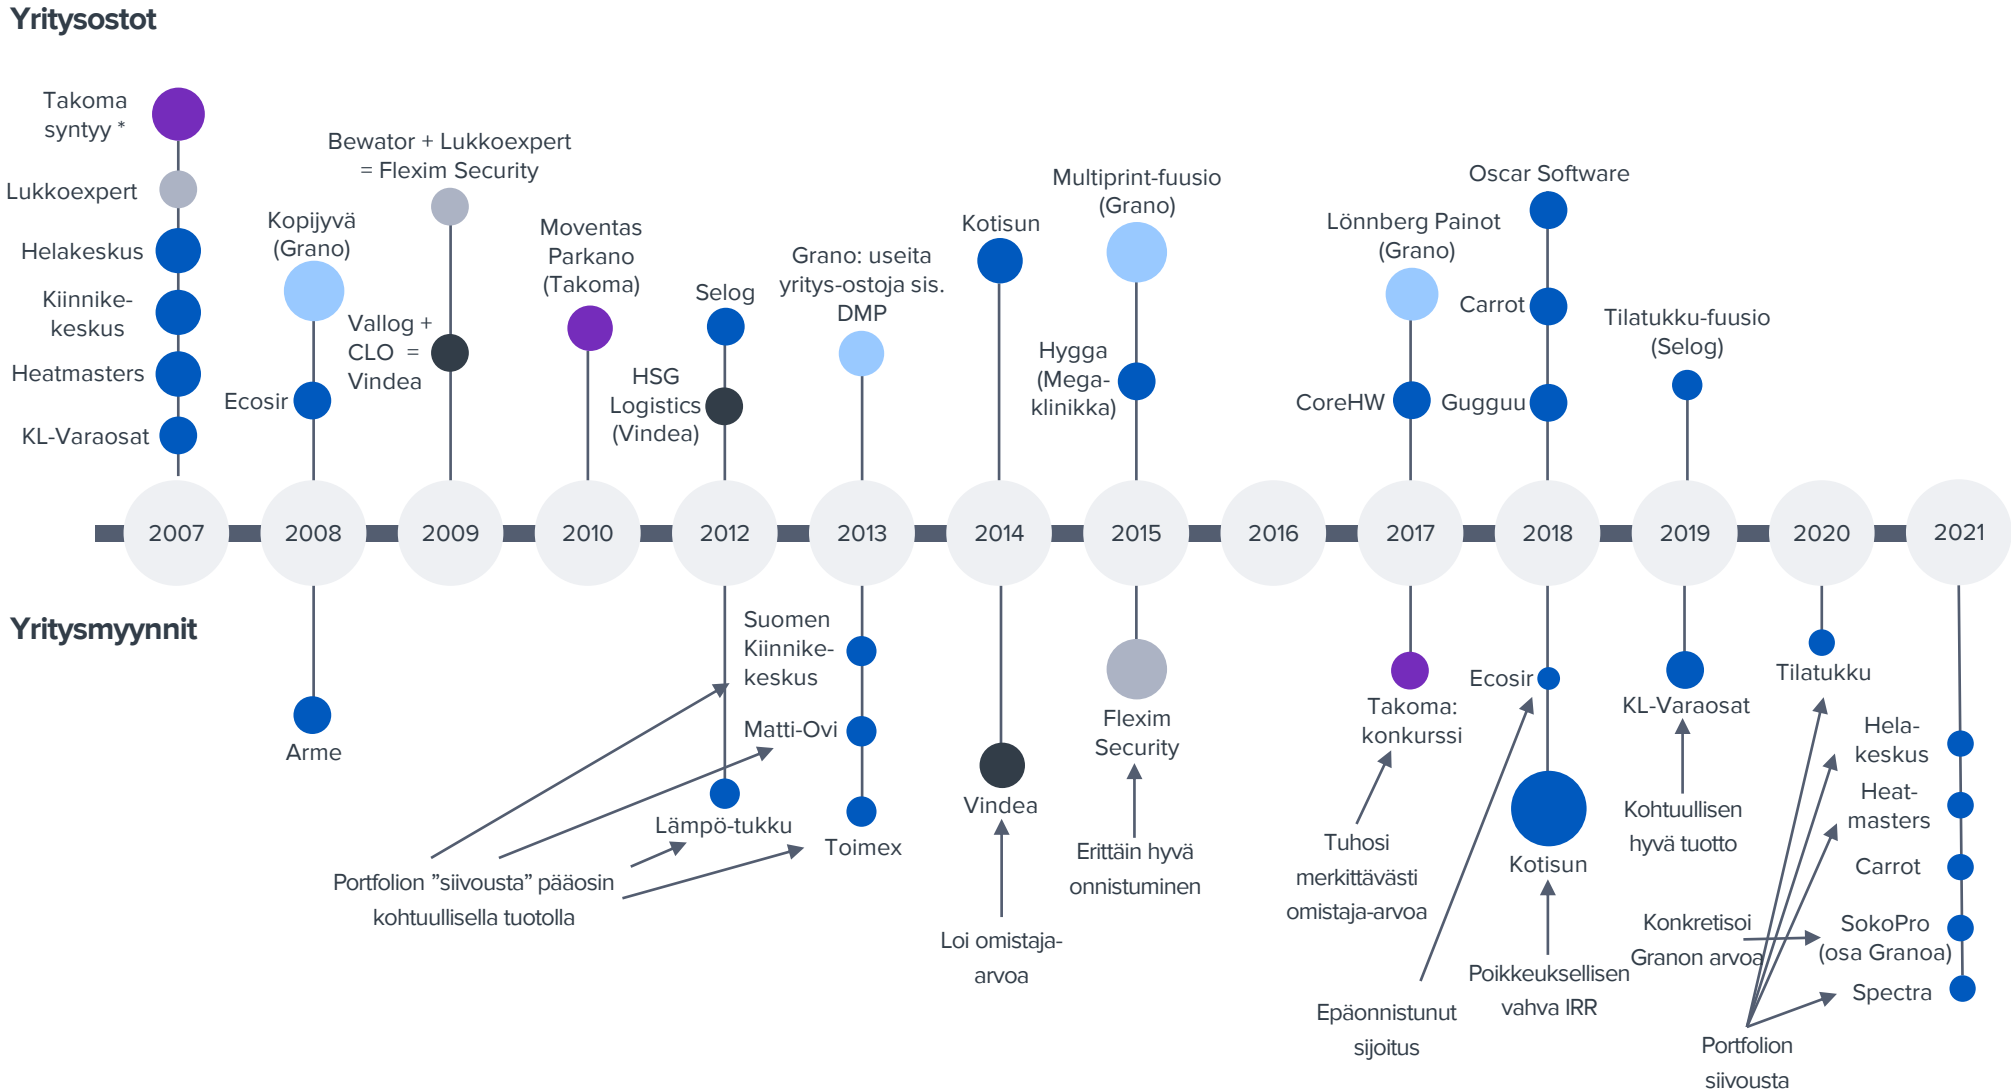 Yritysostot
Takoma
syntyy *
Lukkoexpert
Helakeskus
Kiinnike-
keskus
Heatmasters
KL-Varaosat
Kopijyvä
(Grano)
Ecosir
Bewator + Lukkoexpert
= Flexim Security
Vallog +
CLO =
Vindea
Moventas
Parkano
(Takoma)
Selog
HSG
Logistics
(Vindea)
Grano: useita
yritys-ostoja sis.
DMP
Kotisun
Multiprint-fuusio
(Grano)
Hygga
(Mega-
klinikka)
Lönnberg Painot
(Grano)
CoreHW
Oscar Software
Carrot
Gugguu
Tilatukku-fuusio
(Selog)
2007
2008
2009
2010
2012
2013
2014
2015
2016
2017
2018
2019
2020
2021
Yritysmyynnit
Arme
Suomen
Kiinnike-
keskus
Matti-Ovi
Lämpö-tukku
Toimex
Portfolion ”siivousta” pääosin
kohtuullisella tuotolla
Vindea
Loi omistaja-
arvoa
Flexim
Security
Erittäin hyvä
onnistuminen
Takoma:
konkurssi
Tuhosi
merkittävästi
omistaja-arvoa
Ecosir
Epäonnistunut
sijoitus
Kotisun
Poikkeuksellisen
vahva IRR
KL-Varaosat
Kohtuullisen
hyvä tuotto
Tilatukku
Hela-
keskus
Heat-
masters
Carrot
SokoPro
(osa Granoa)
Spectra
Konkretisoi
Granon arvoa
Portfolion
siivousta